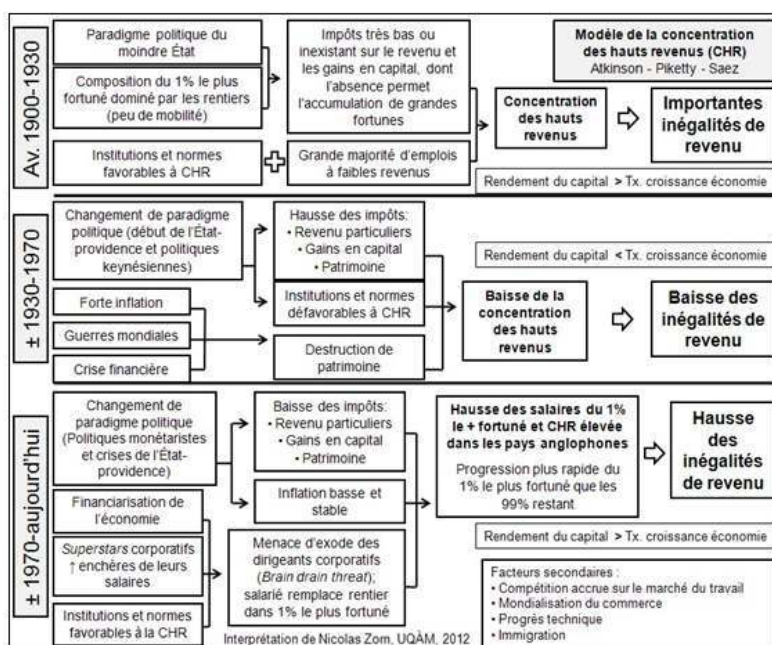 Av. 1900-1930
Paradigme politique du
moindre État
Composition du 1% le plus
fortuné dominé par les rentiers
(peu de mobilité)
Institutions et normes
favorables à CHR
Impôts très bas ou
inexistant sur le revenu et
les gains en capital, dont
l'absence permet
l'accumulation de grandes
fortunes
Grande majorité d'emplois
à faibles revenus
Modèle de la concentration
des hauts revenus (CHR)
Atkinson - Piketty - Saez
Concentration
des hauts
revenus
Importantes
inégalités de
revenu
Rendement du capital > Tx. croissance économie
± 1930-1970
Changement de paradigme
politique (début de l'État-
providence et politiques
keynésiennes)
Forte inflation
Guerres mondiales
Crise financière
Hausse des impôts:
• Revenu particuliers
• Gains en capital
• Patrimoine
Institutions et normes
défavorables à CHR
Destruction de
patrimoine
Rendement du capital < Tx. croissance économie
Baisse de la
concentration
des hauts
revenus
Baisse des
inégalités de
revenu
± 1970-aujourd'hui
Changement de
paradigme politique
(Politiques monétaristes
et crises de l'État-
providence)
Financiarisation de
l'économie
Superstars corporatifs
↑ enchères de leurs
salaires
Institutions et normes
favorables à la CHR
Baisse des impôts:
• Revenu particuliers
• Gains en capital
• Patrimoine
Inflation basse et
stable
Menace d'exode des
dirigeants corporatifs
(Brain drain threat);
salarié remplace rentier
dans 1% le plus fortuné
Hausse des salaires du 1%
le + fortuné et CHR élevée
dans les pays anglophones
Progression plus rapide du
1% le plus fortuné que les
99% restant
Hausse
des
inégalités
de revenu
Rendement du capital > Tx. croissance économie
Facteurs secondaires :
• Compétition accrue sur le marché du travail
• Mondialisation du commerce
• Progrès technique
• Immigration
Interprétation de Nicolas Zorn, UQÀM, 2012